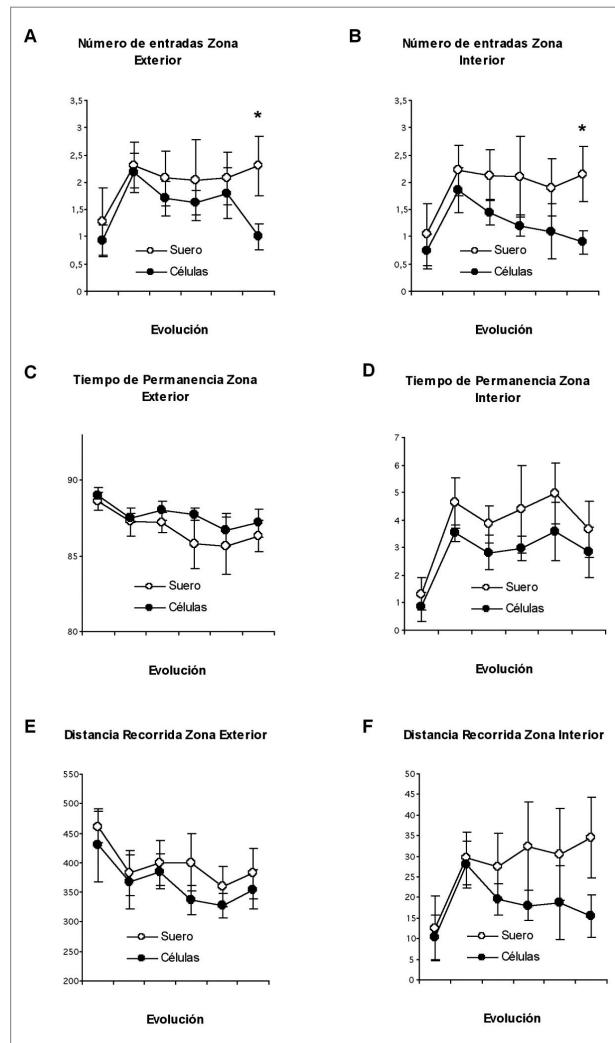 A
Número de entradas Zona
Exterior
3,5
3
2,5
2
1,5
1
0,5
0
*
Suero
Células
Evolución
B
Número de entradas Zona
Interior
3,5
3
2,5
2
1,5
1
0,5
0
*
Suero
Células
Evolución
C
Tiempo de Permanencia Zona
Exterior
90
85
80
Suero
Células
Evolución
D
Tiempo de Permanencia Zona
Interior
7
6
5
4
3
2
1
0
Suero
Células
Evolución
E
Distancia Recorrida Zona Exterior
550
500
450
400
350
300
250
200
Suero
Células
Evolución
F
Distancia Recorrida Zona Interior
50
45
40
35
30
25
20
15
10
5
0
Suero
Células
Evolución